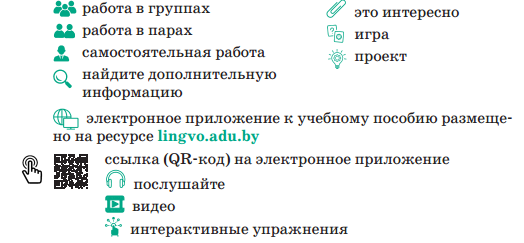 работа в группах
работа в парах
самостоятельная работа
найдите дополнительную
информацию
это интересно
игра
проект
электронное приложение к учебному пособию размеще-
но на ресурсе lingvo.adu.by
ссылка (QR-код) на электронное приложение
послушайте
видео
интерактивные упражнения